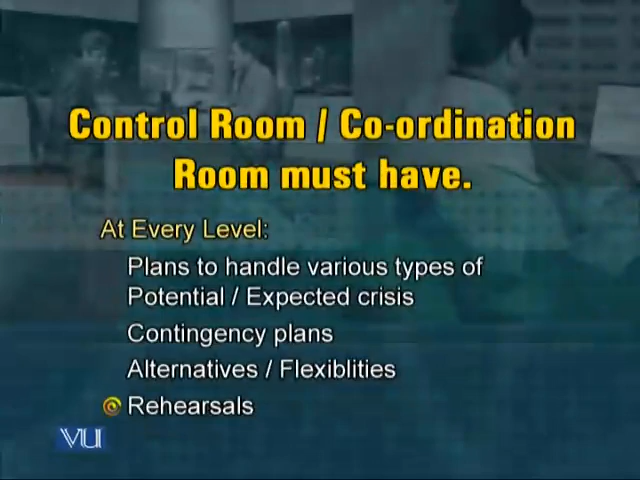 Control Room / Co-ordination
Room must have.
At Every Level:
Plans to handle various types of
Potential / Expected crisis
Contingency plans
Alternatives / Flexiblities
Rehearsals
VU